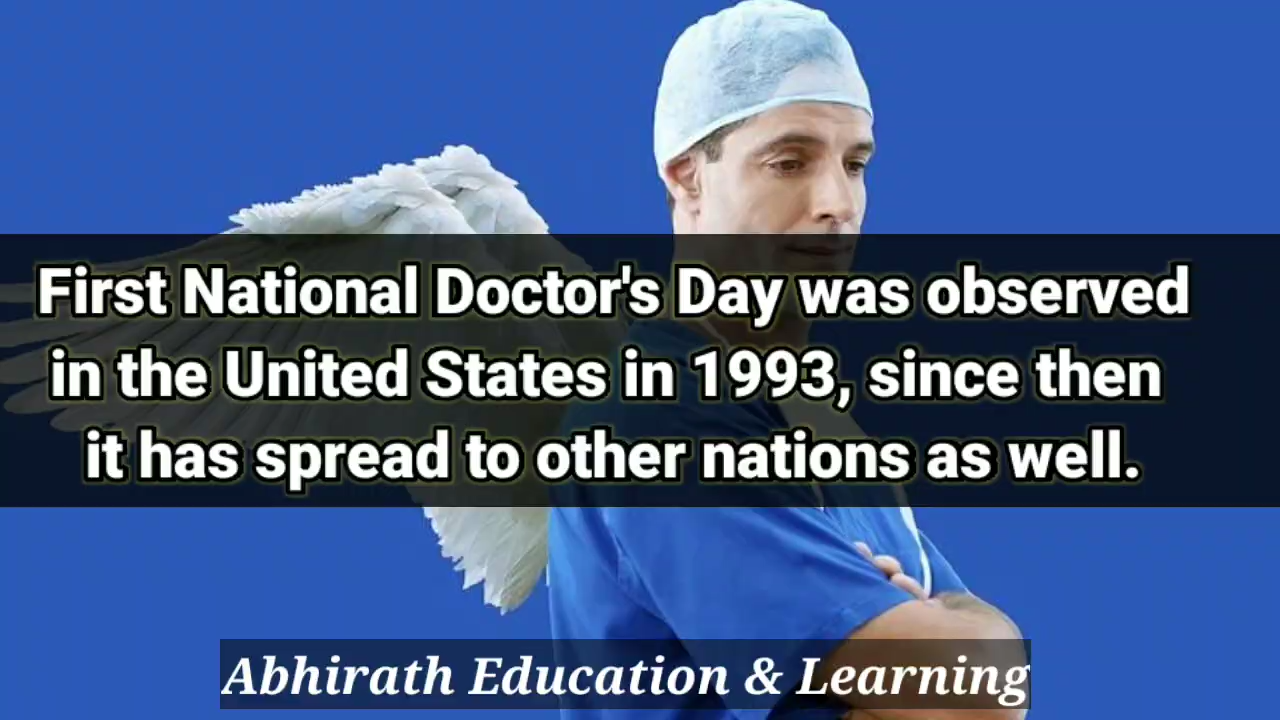 First National Doctor's Day was observed
in the United States in 1993, since then
it has spread to other nations as well.
Abhirath Education & Learning